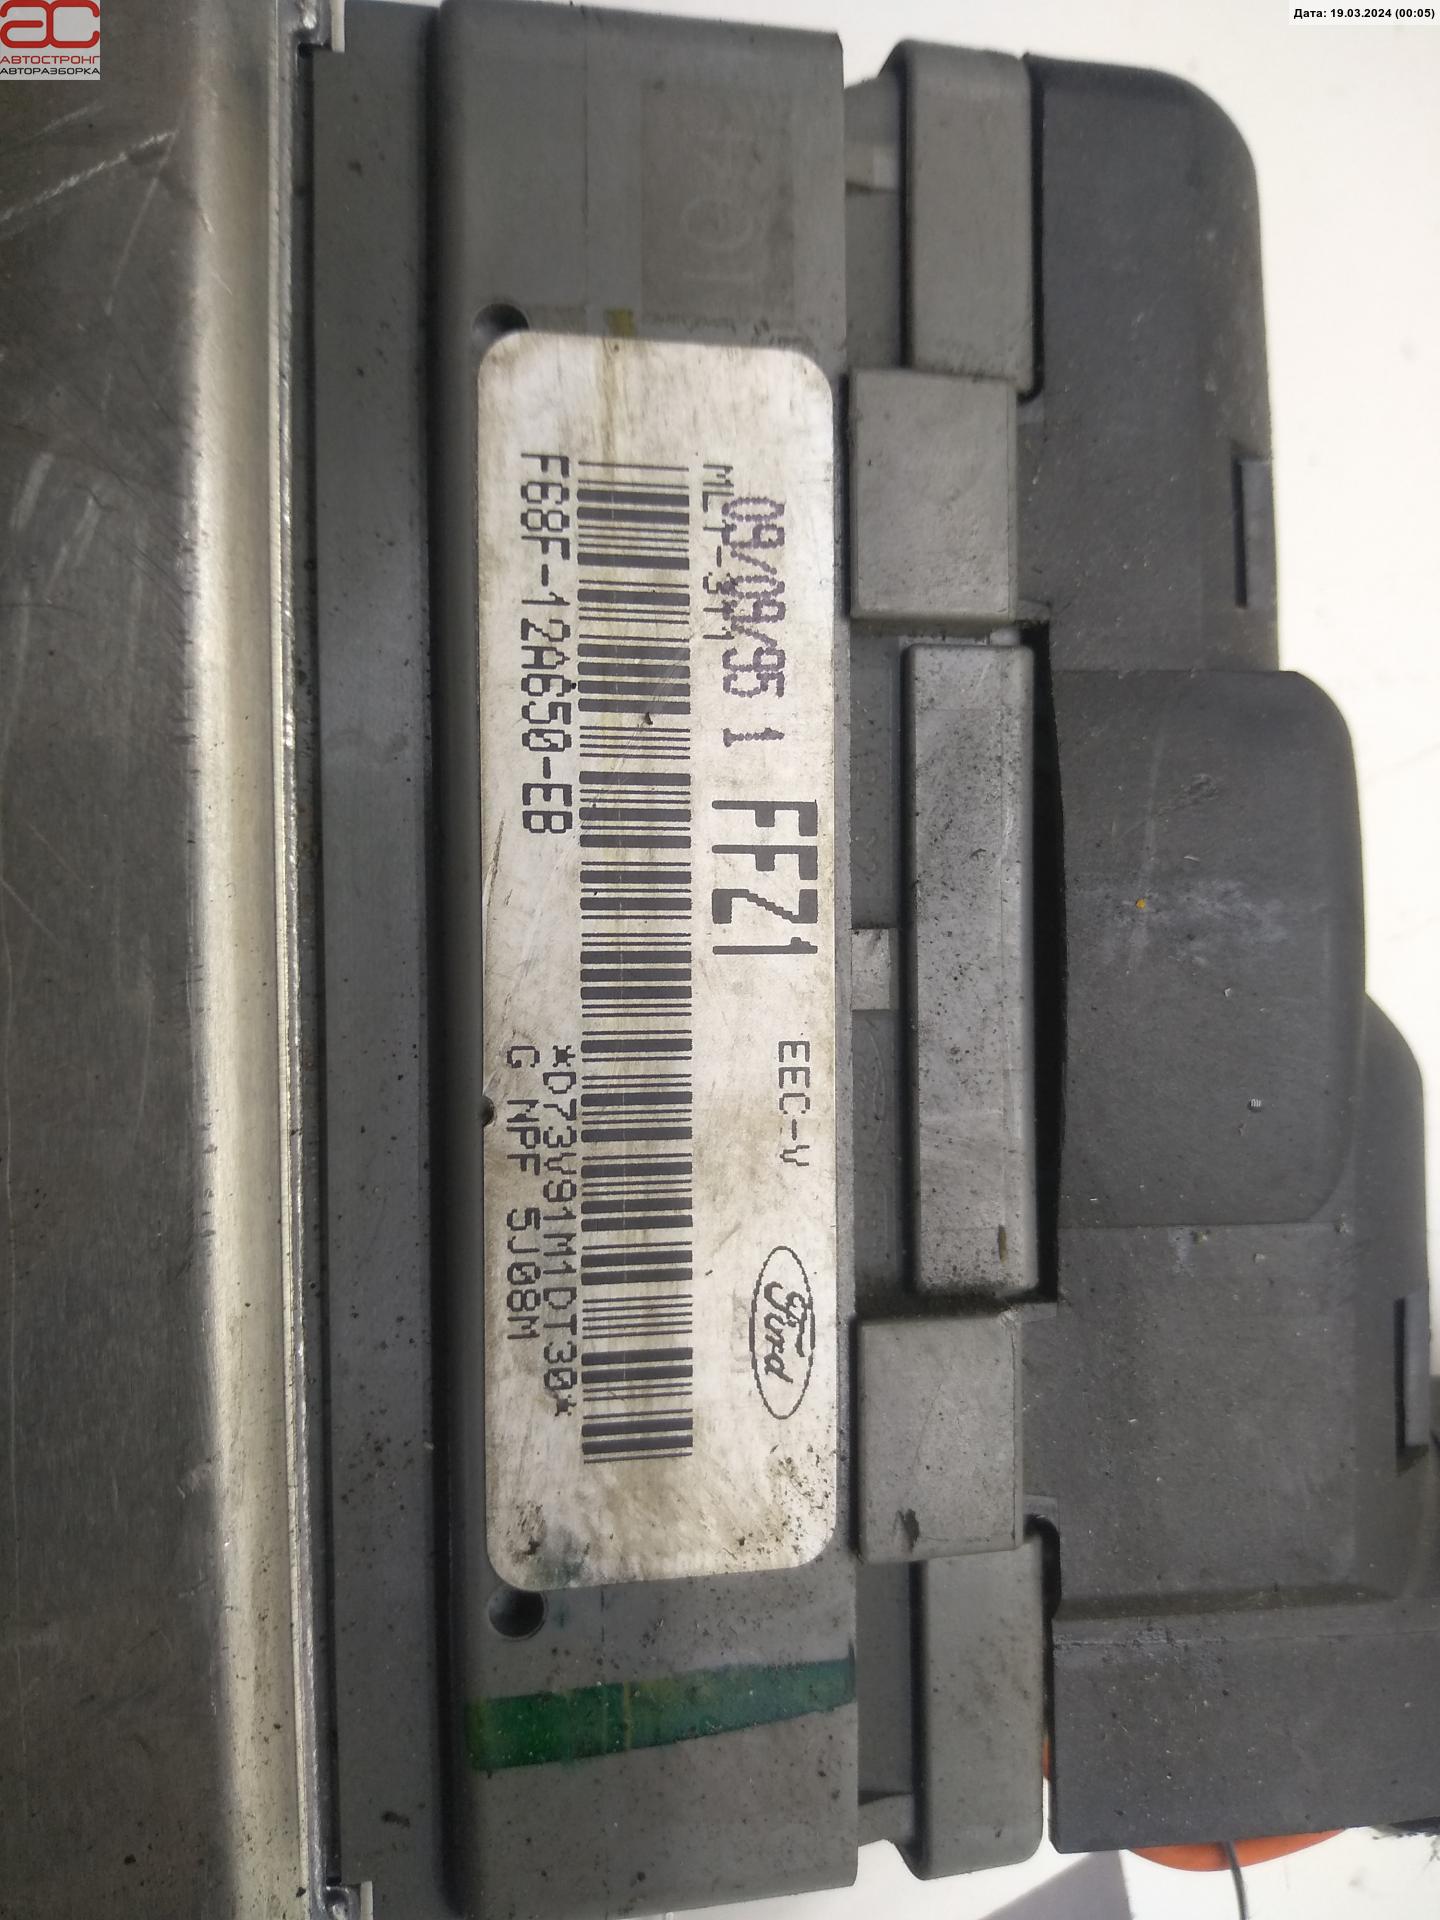 Дата: 19.03.2024 (00:05)
АВТОСТРОНГ
АВТОРАЗБОРКА
09/09/95 1
FFZ1
EEC-V
Ford
F68F-12A650-EB
*D73V91M1DT30*
G NPF 5J08M